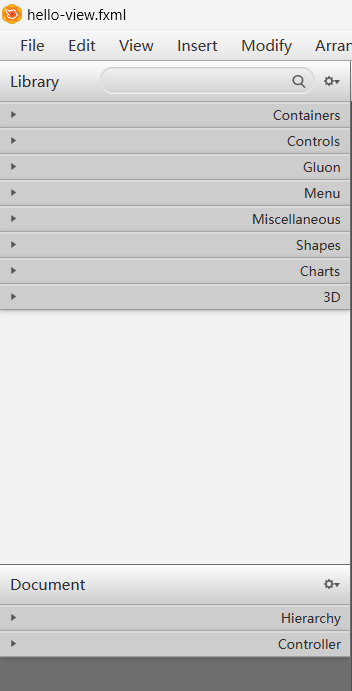 hello-view.fxml
File Edit View Insert Modify
Library
Containers
Controls
Gluon
Menu
Miscellaneous
Shapes
Charts
3D
Document
Hierarchy
Controller